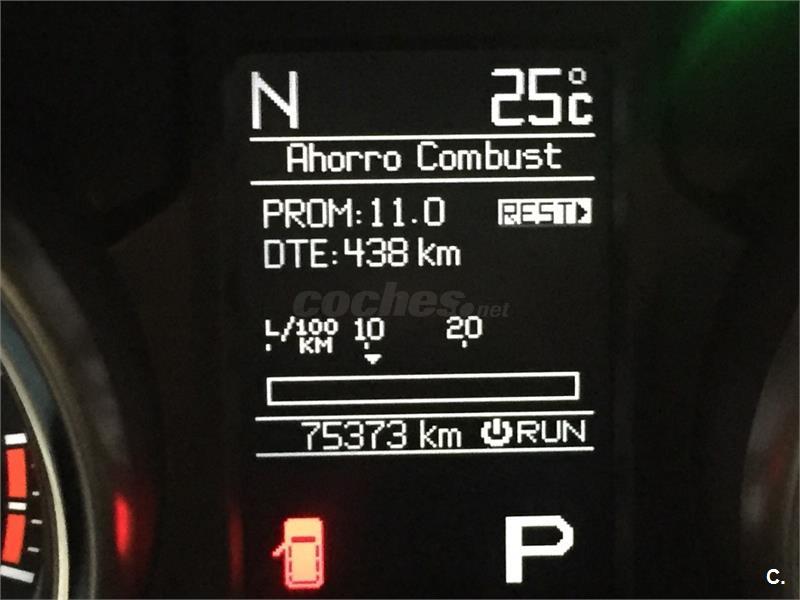 N 25°C
Ahorro Combust
PROM:11.0 REST
DTE:438 km
coches.net
L/100 KM 10 20
75373 km RUN
P
C.